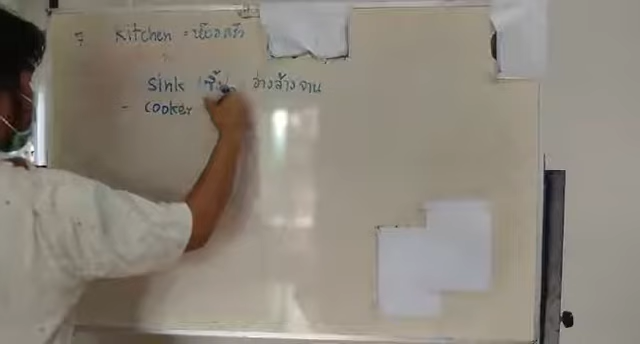 7 Kitchen = ห้องครัว
sink ซิ้งอ่างล้างจาน
- cooker